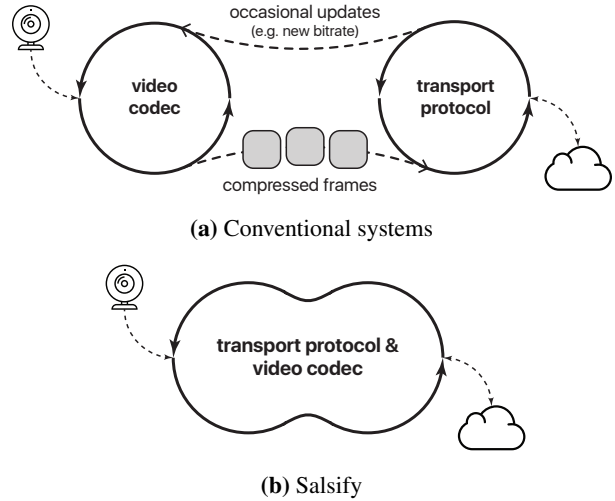 occasional updates
(e.g. new bitrate)
video
codec
transport
protocol
compressed frames
(a) Conventional systems
transport protocol &
video codec
(b) Salsify